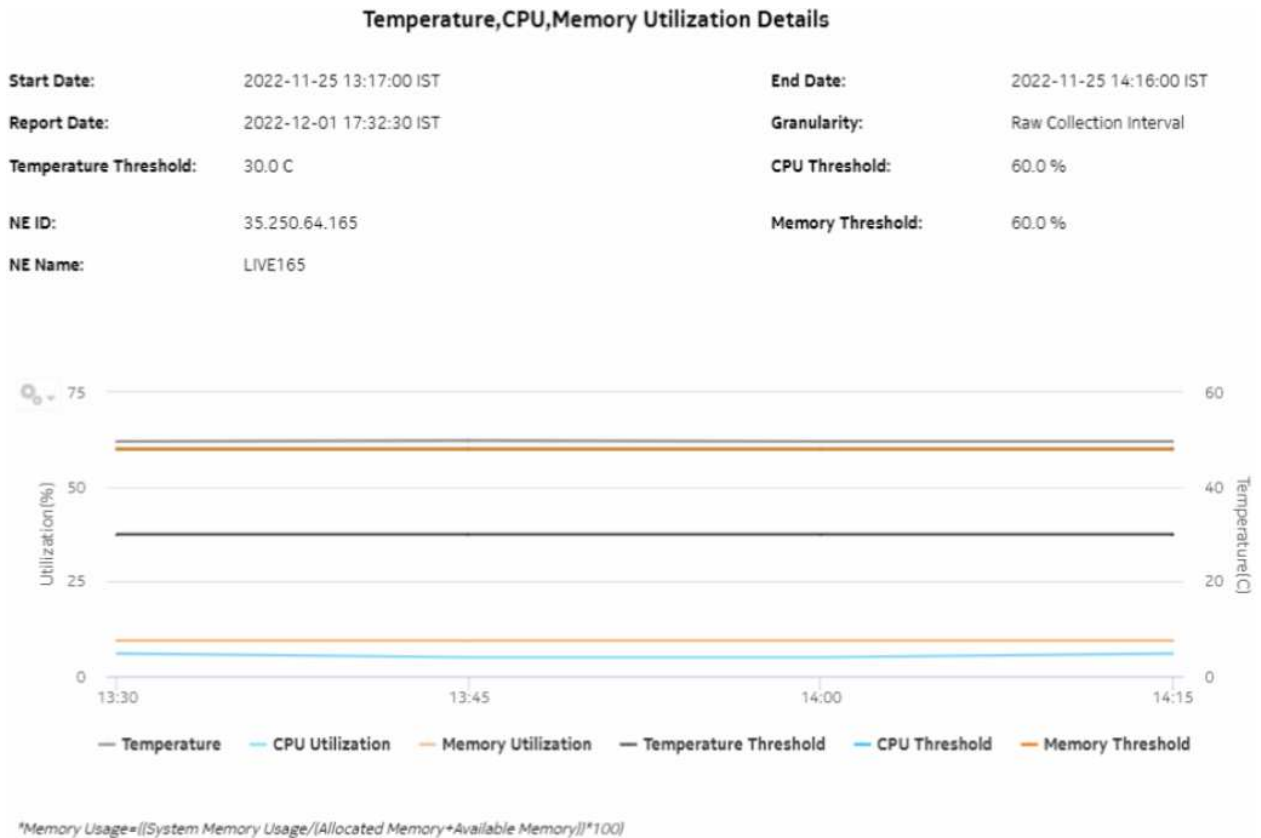 Temperature,CPU,Memory Utilization Details
Start Date: 2022-11-25 13:17:00 IST End Date: 2022-11-25 14:16:00 IST
Report Date: 2022-12-01 17:32:30 IST Granularity: Raw Collection Interval
Temperature Threshold: 30.0 C CPU Threshold: 60.0 %
NE ID: 35.250.64.165 Memory Threshold: 60.0 %
NE Name: LIVE165
75 60
50 40
25 20
0 0
Utilization(%)
Temperature(C)
13:30 13:45 14:00 14:15
Temperature CPU Utilization Memory Utilization Temperature Threshold CPU Threshold Memory Threshold
*Memory Usage=((System Memory Usage/(Allocated Memory+Available Memory))*100)